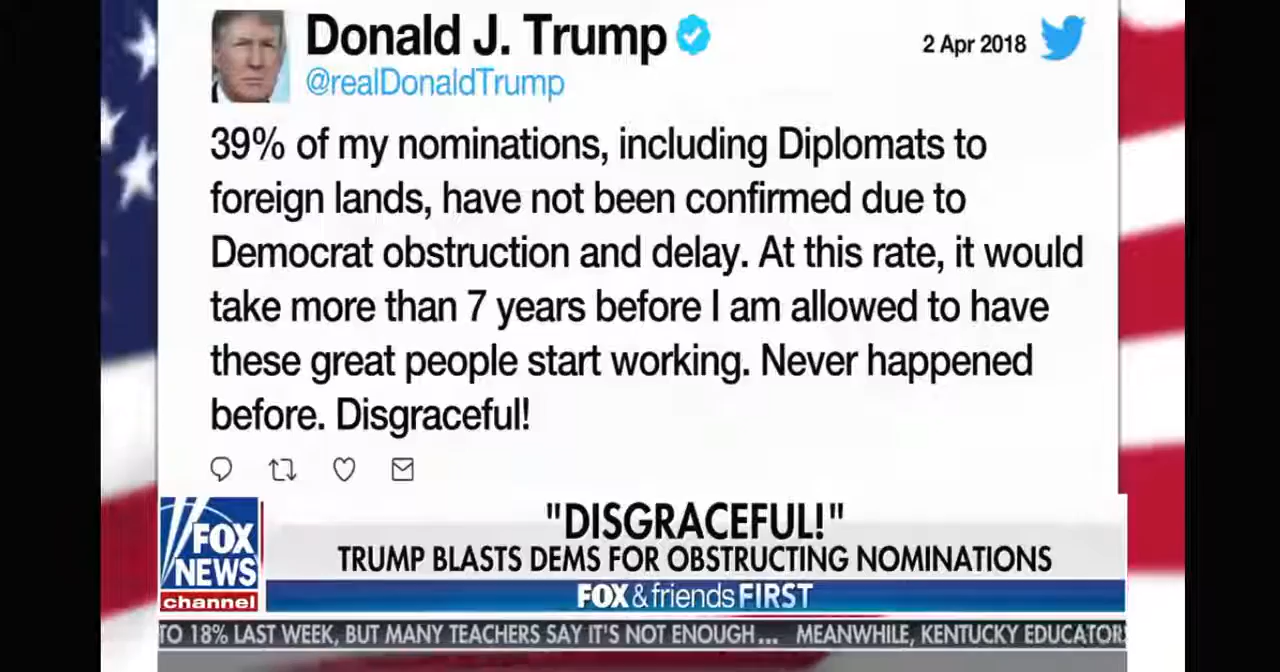 Donald J. Trump
2 Apr 2018
@realDonaldTrump
39% of my nominations, including Diplomats to
foreign lands, have not been confirmed due to
Democrat obstruction and delay. At this rate, it would
take more than 7 years before I am allowed to have
these great people start working. Never happened
before. Disgraceful!
FOX
NEWS
channel
"DISGRACEFUL!"
TRUMP BLASTS DEMS FOR OBSTRUCTING NOMINATIONS
FOX & friends FIRST
TO 18% LAST WEEK, BUT MANY TEACHERS SAY IT'S NOT ENOUGH... MEANWHILE, KENTUCKY EDUCATOR